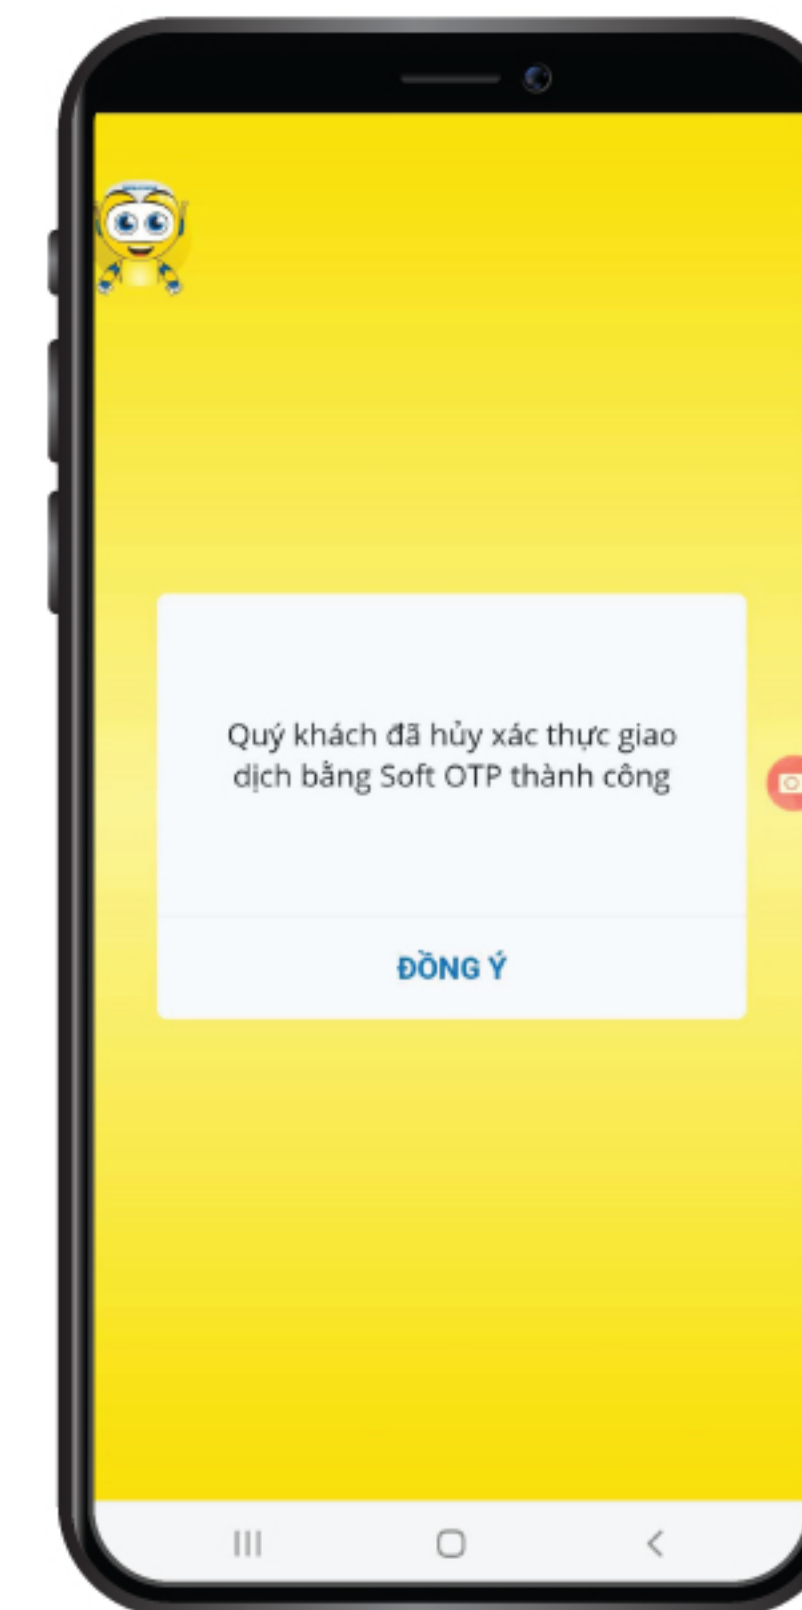 Quý khách đã hủy xác thực giao
dịch bằng Soft OTP thành công
ĐỒNG Ý